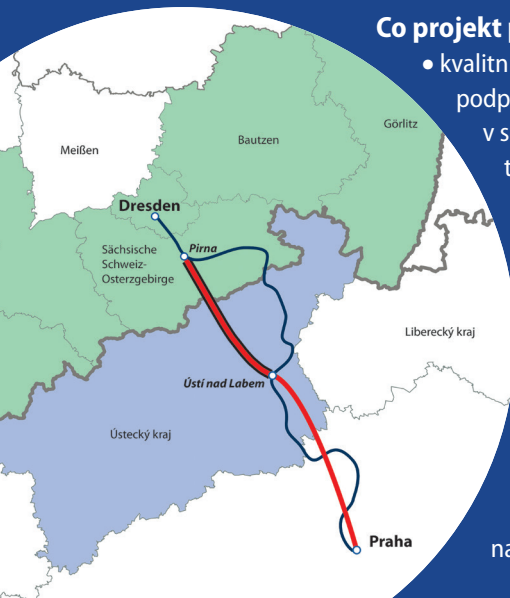 Co projekt
• kvalitn
podp
v s
Görlitz
Bautzen
Meißen
Dresden
Pirna
Sächsische
Schweiz-
Osterzgebirge
Liberecký kraj
Ústí nad Labem
Ústecký kraj
Praha
na